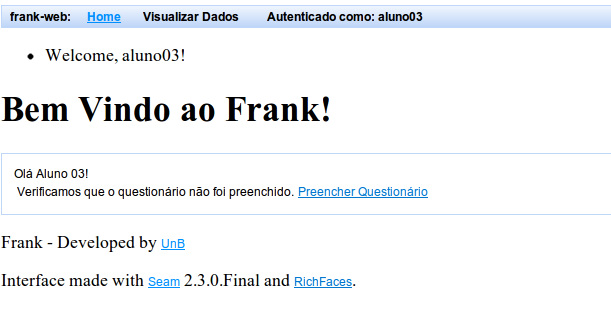 frank-web: Home Visualizar Dados Autenticado como: aluno03
Welcome, aluno03!
Bem Vindo ao Frank!
Olá Aluno 03!
Verificamos que o questionário não foi preenchido. Preencher Questionário
Frank - Developed by UnB
Interface made with Seam 2.3.0.Final and RichFaces.